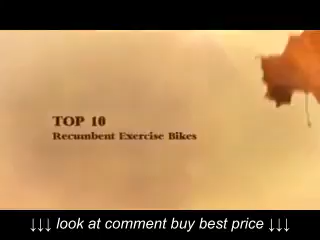 TOP 10
Recumbent Exercise Bikes
↓↓↓ look at comment buy best price ↓↓↓